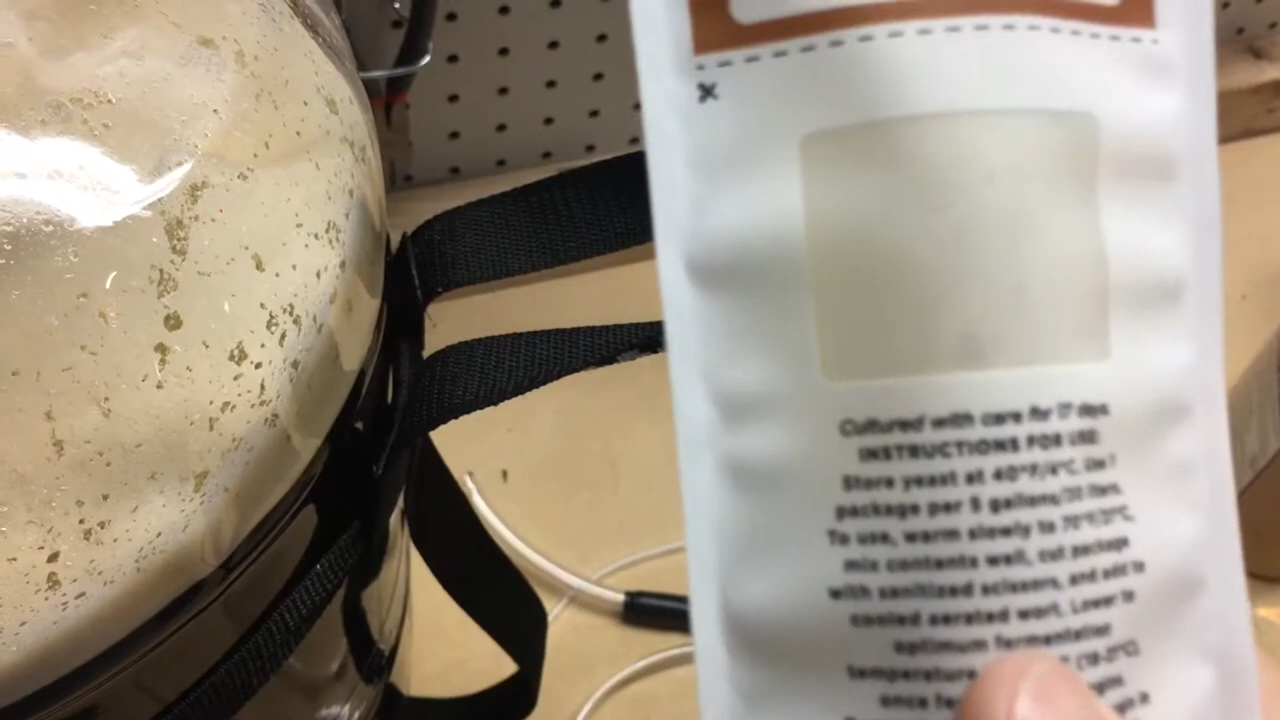 Cultured with care for 17 days.
INSTRUCTIONS FOR USE:
Store yeast at 40°F/4°C. Use 1
package per 5 gallons/20 liters.
To use, warm slowly to 70°F/21°C,
mix contents well, cut package
with sanitized scissors, and add to
cooled aerated wort. Lower to
optimum
temperature
once